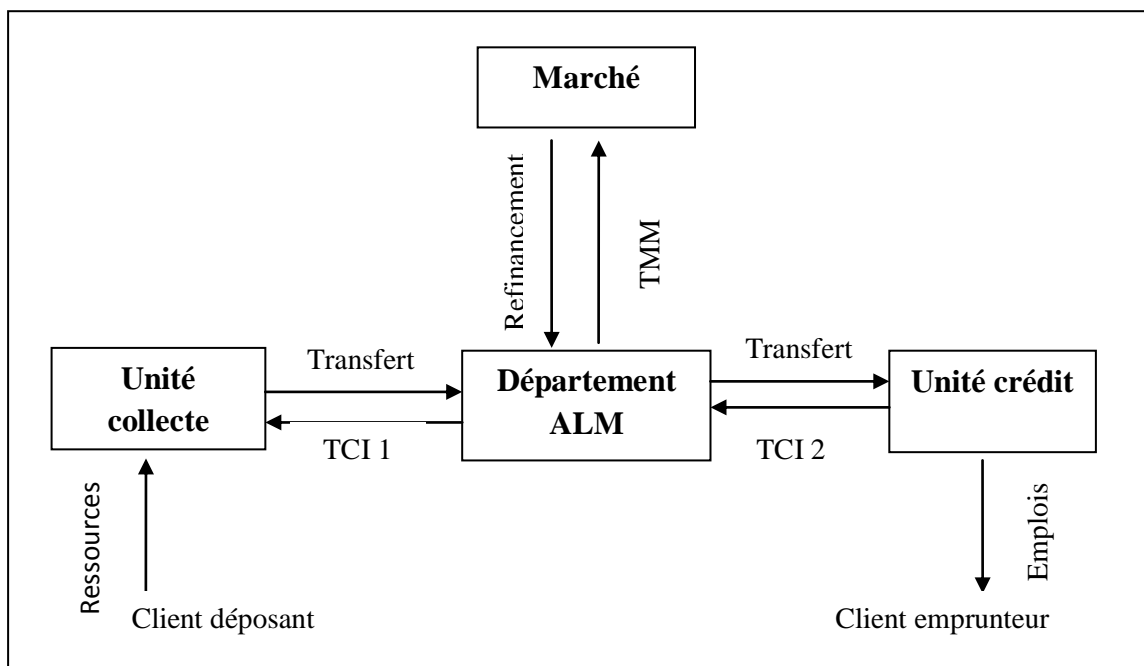 Marché
Refinancement
TMM
Unité
collecte
Transfert
TCI 1
Département
ALM
Transfert
TCI 2
Unité crédit
Ressources
Client déposant
Emplois
Client emprunteur